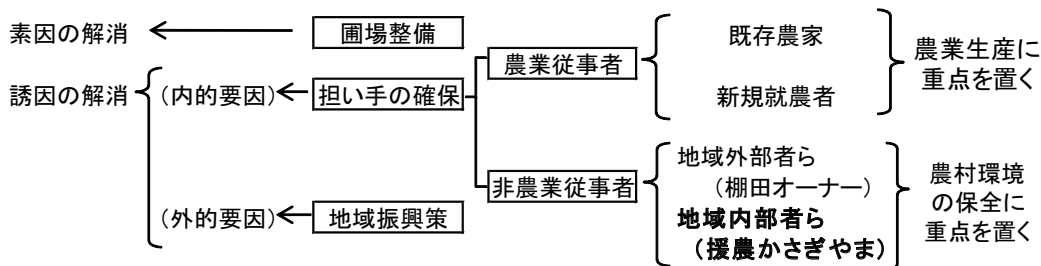 素因の解消
圃場整備
誘因の解消
(内的要因)
担い手の確保
農業従事者
既存農家
新規就農者
農業生産に
重点を置く
非農業従事者
地域外部者ら
(棚田オーナー)
地域内部者ら
(援農かさぎやま)
農村環境
の保全に
重点を置く
(外的要因)
地域振興策